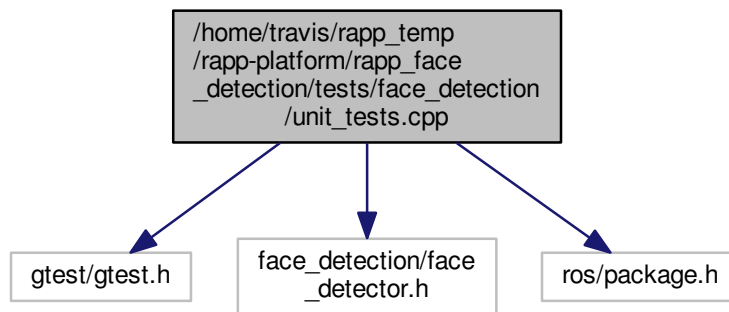 /home/travis/rapp_temp
/rapp-platform/rapp_face
_detection/tests/face_detection
/unit_tests.cpp
gtest/gtest.h
face_detection/face
_detector.h
ros/package.h